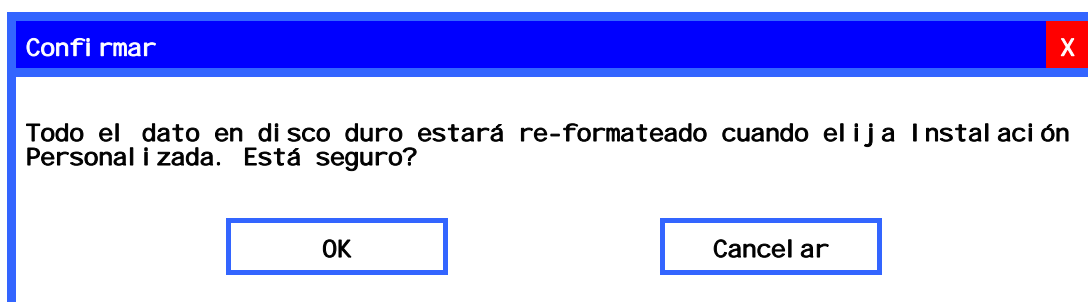 Confirmar
X
Todo el dato en disco duro estará re-formateado cuando elija Instalación
Personalizada. Está seguro?
OK
Cancelar